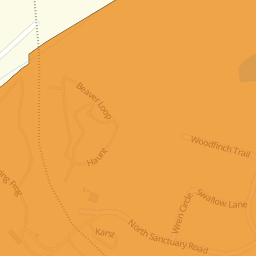 Beaver Loop
Woodfinch Trail
Haunt
Swallow Lane
Wren Circle
North Sanctuary Road
Karst